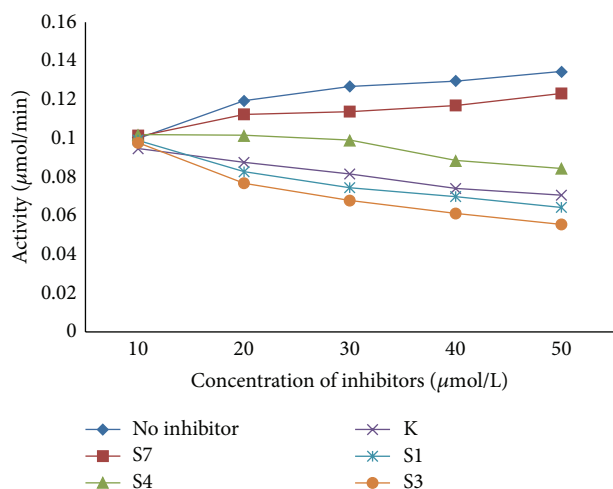 0.16
0.14
0.12
0.1
0.08
0.06
0.04
0.02
0
Activity (μmol/min)
10 20 30 40 50
Concentration of inhibitors (μmol/L)
No inhibitor K
S7 S1
S4 S3